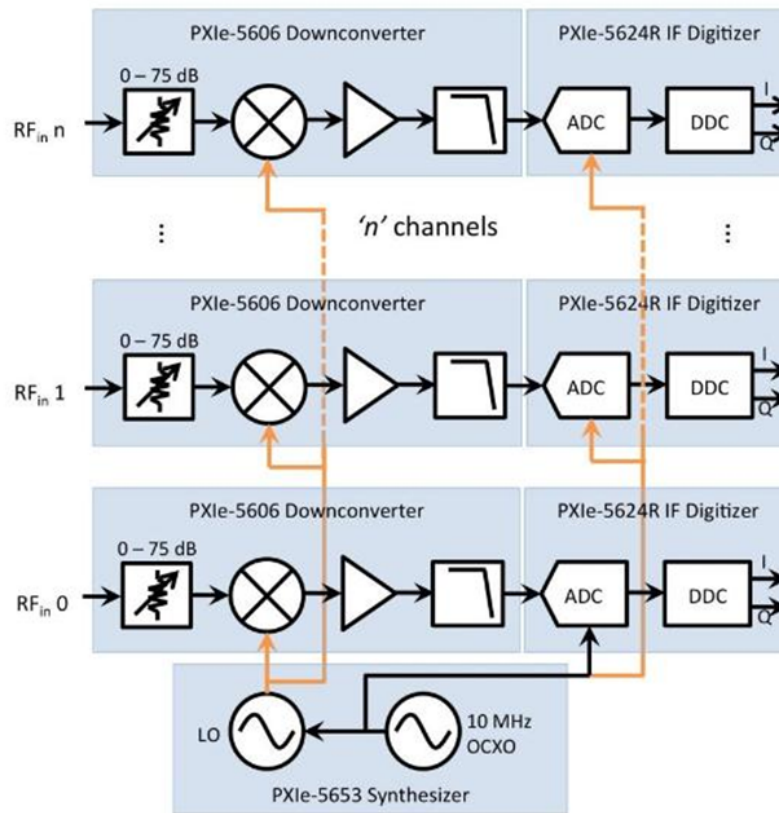 PXIe-5606 Downconverter
PXIe-5624R IF Digitizer
0 – 75 dB
RFin n
ADC
DDC
I
Q
⋮
‘n’ channels
⋮
PXIe-5606 Downconverter
PXIe-5624R IF Digitizer
0 – 75 dB
RFin 1
ADC
DDC
I
Q
PXIe-5606 Downconverter
PXIe-5624R IF Digitizer
0 – 75 dB
RFin 0
ADC
DDC
I
Q
LO
10 MHz
OCXO
PXIe-5653 Synthesizer